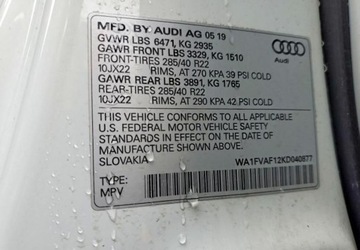 MFD. BY AUDI AG 05 19
GVWR LBS 6471, KG 2935
GAWR FRONT LBS 3329, KG 1510
FRONT-TIRES 285/40 R22
10JX22 RIMS, AT 270 KPA 39 PSI COLD
GAWR REAR LBS 3891, KG 1765
REAR-TIRES 285/40 R22
10JX22 RIMS, AT 290 KPA 42 PSI COLD
Audi
THIS VEHICLE CONFORMS TO ALL APPLICABLE
U.S. FEDERAL MOTOR VEHICLE SAFETY
STANDARDS IN EFFECT ON THE DATE OF
MANUFACTURE SHOWN ABOVE.
SLOVAKIA
WA1FVAF12KD040877
TYPE:
MPV